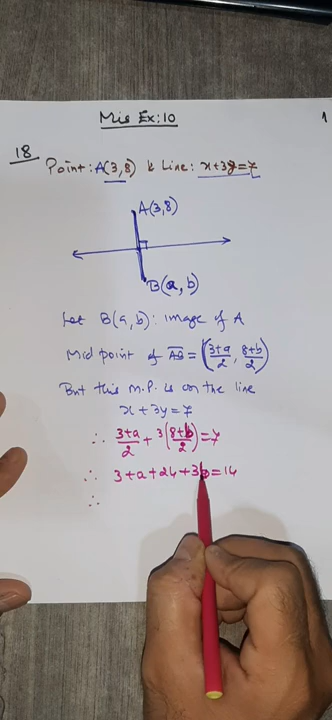 Mis Ex:10
1
18
Point: A(3,8) & Line: x+3y=7
A(3,8)
B(a,b)
Let B(a,b): image of A
Mid point of AB = (3+a/2, 8+b/2)
But this M.P. is on the line
x+3y=7
∴ 3+a/2 + 3(8+b/2)=7
∴ 3+a+24+3b=14
∴